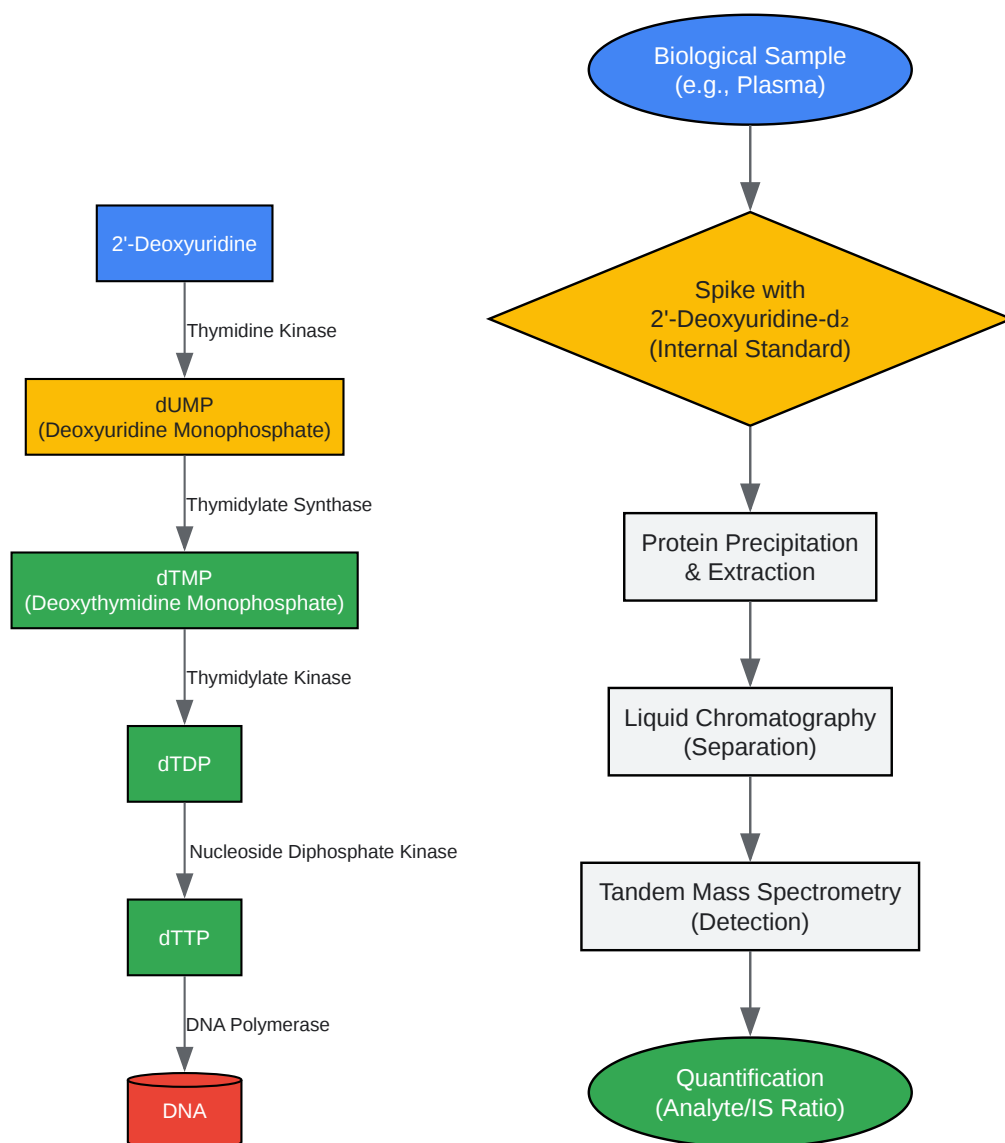 2'-Deoxyuridine
Thymidine Kinase
dUMP
(Deoxyuridine Monophosphate)
Thymidylate Synthase
dTMP
(Deoxythymidine Monophosphate)
Thymidylate Kinase
dTDP
Nucleoside Diphosphate Kinase
dTTP
DNA Polymerase
DNA
Biological Sample
(e.g., Plasma)
Spike with
2'-Deoxyuridine-d₂
(Internal Standard)
Protein Precipitation
& Extraction
Liquid Chromatography
(Separation)
Tandem Mass Spectrometry
(Detection)
Quantification
(Analyte/IS Ratio)